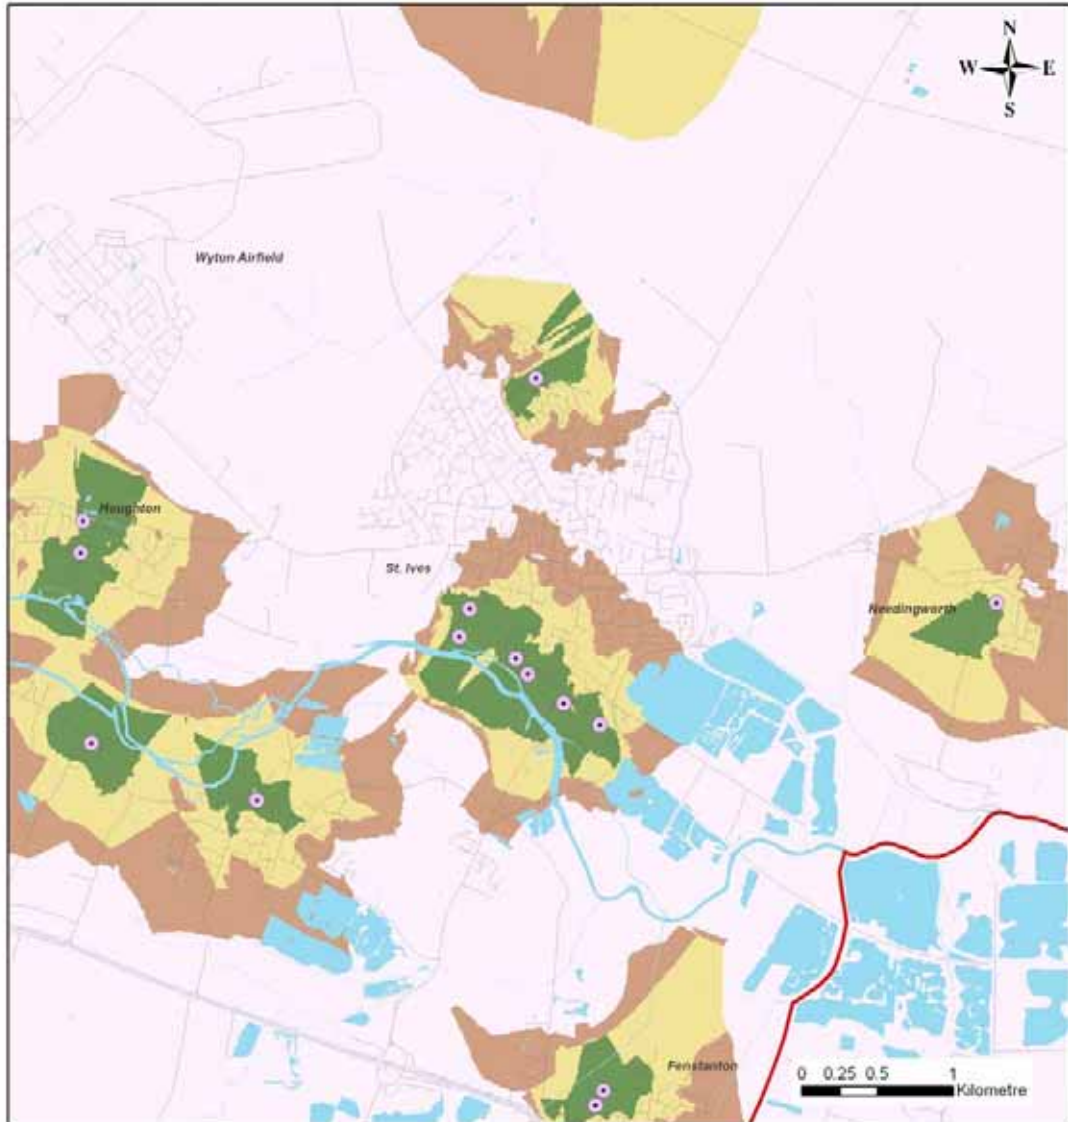 N
W E
S
Wyton Airfield
Houghton
St. Ives
Needingworth
Fenstanton
0 0.25 0.5 1
Kilometre